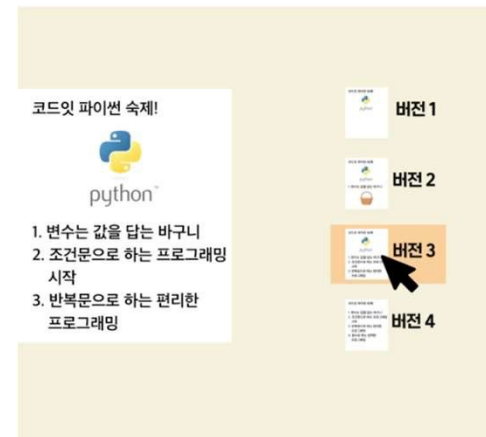 코드잇 파이썬 숙제!
python
1. 변수는 값을 답는 바구니
2. 조건문으로 하는 프로그래밍
시작
3. 반복문으로 하는 편리한
프로그래밍
버전 1
버전 2
버전 3
버전 4